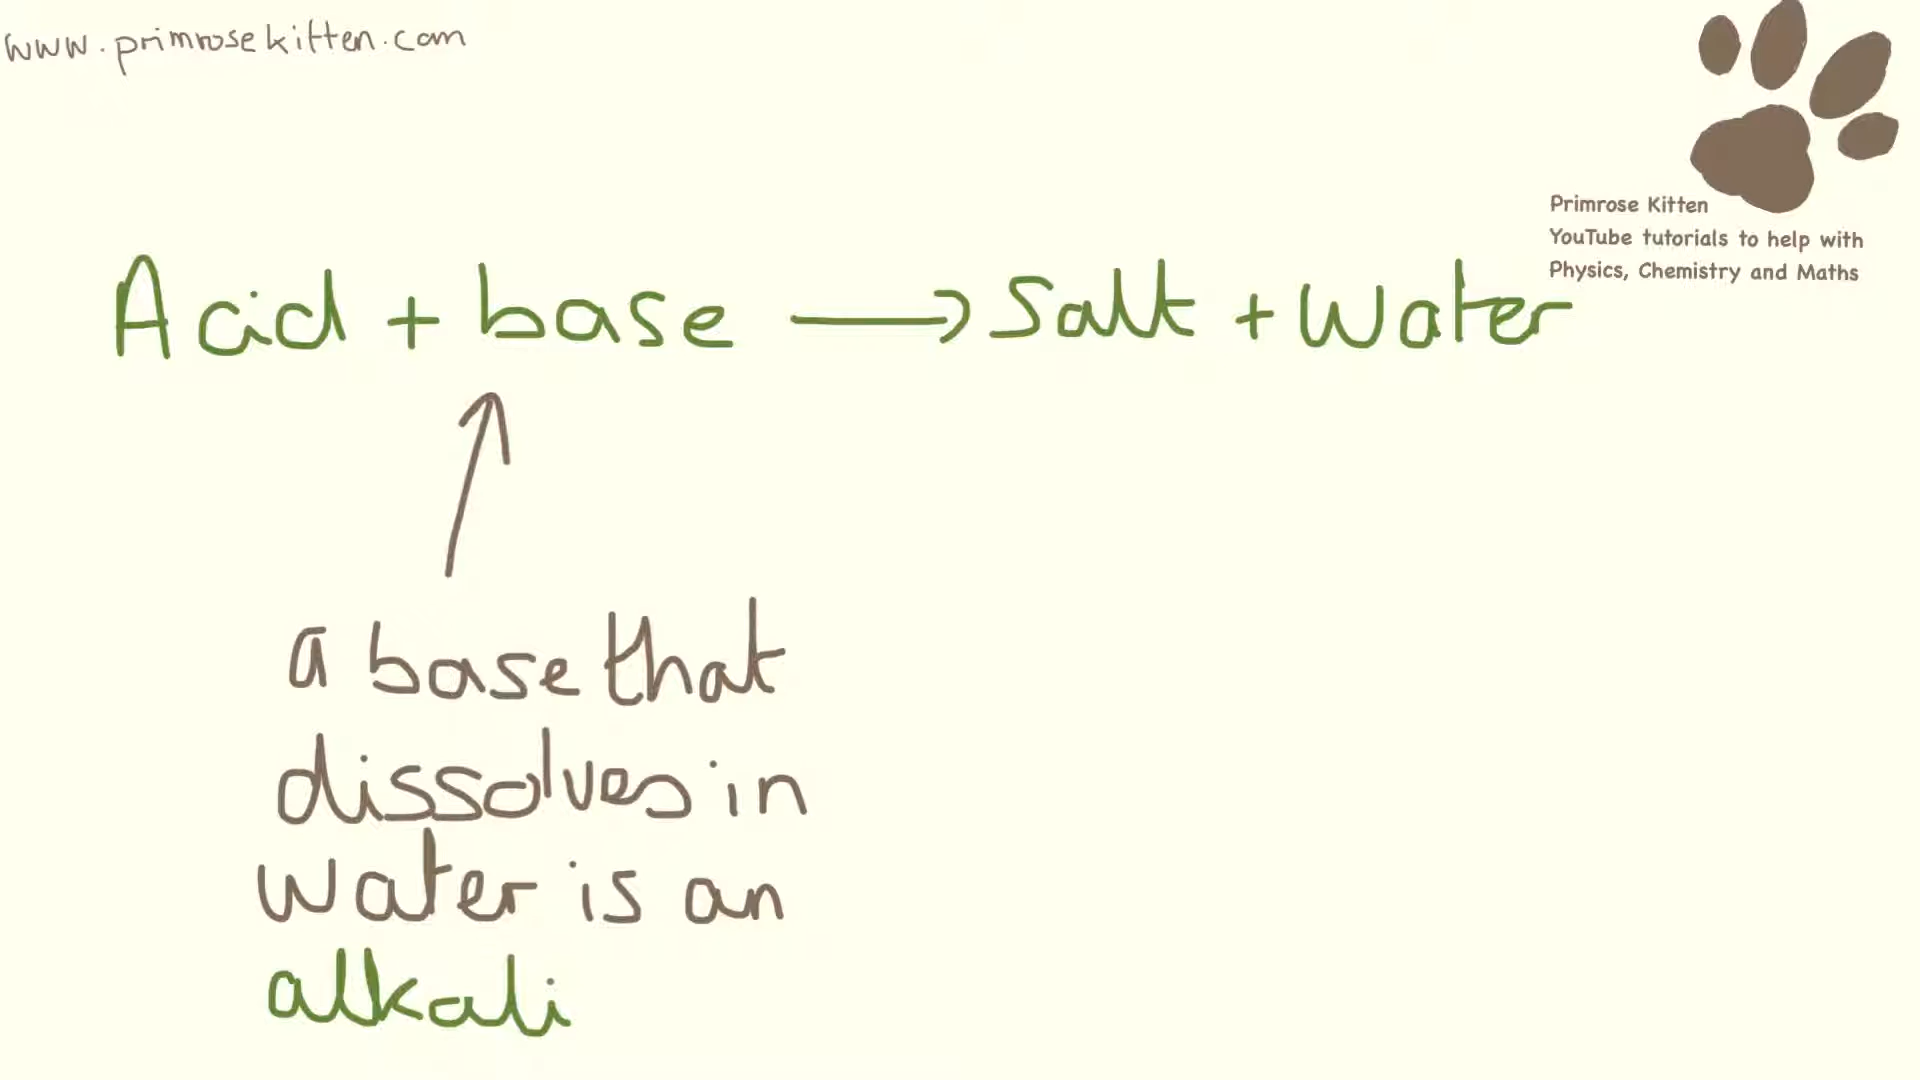 www.primrosekitten.com
Primrose Kitten
YouTube tutorials to help with
Physics, Chemistry and Maths
Acid + base → Salt + Water
a base that
dissolves in
water is an
alkali